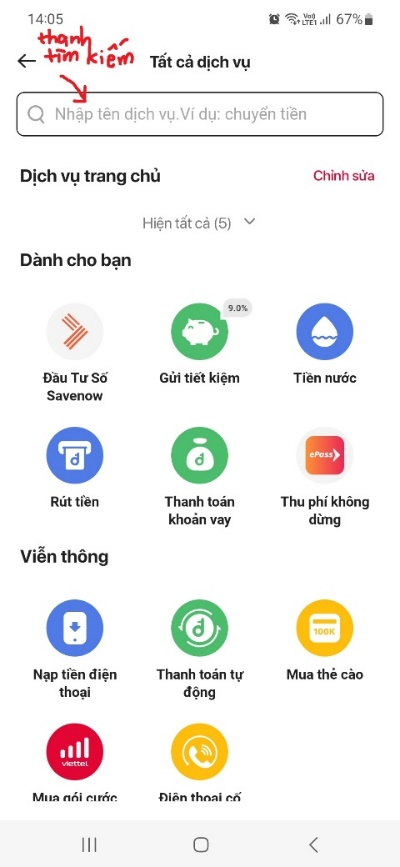 14:05
Vo)) LTE1 67%
thanh
tìm kiếm
Tất cả dịch vụ
Nhập tên dịch vụ.Ví dụ: chuyển tiền
Dịch vụ trang chủ
Chỉnh sửa
Hiện tất cả (5)
Dành cho bạn
9.0%
Đầu Tư Số
Savenow
Gửi tiết kiệm
Tiền nước
ePass
Rút tiền
Thanh toán
khoản vay
Thu phí không
dừng
Viễn thông
100K
Nạp tiền điện
thoại
Thanh toán tự
động
Mua thẻ cào
viettel
Mua gói cước
Điện thoại cố